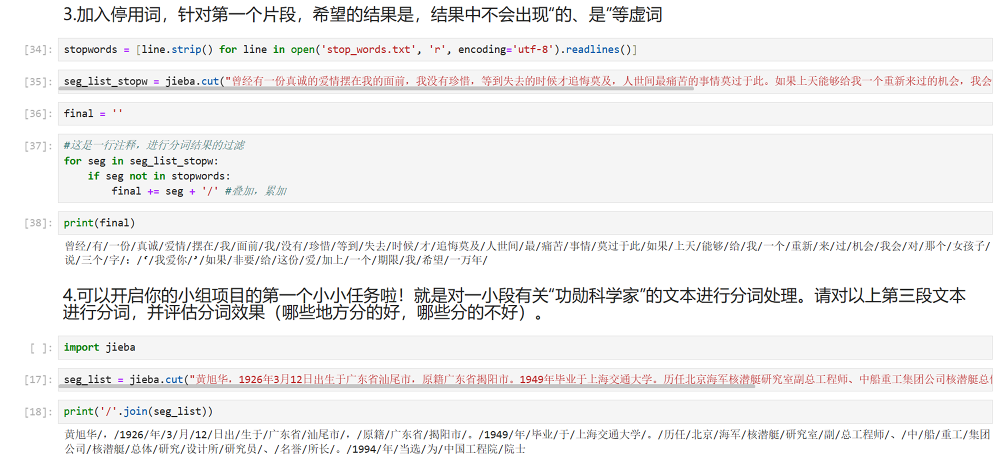 3.加入停用词，针对第一个片段，希望的结果是，结果中不会出现“的、是”等虚词
[34]: stopwords = [line.strip() for line in open('stop_words.txt', 'r', encoding='utf-8').readlines()]
[35]: seg_list_stopw = jieba.cut("曾经有一份真诚的爱情摆在我的面前，我没有珍惜，等到失去的时候才追悔莫及，人世间最痛苦的事情莫过于此。如果上天能够给我一个重新来过的机会，我会
[36]: final = ''
[37]: #这是一行注释，进行分词结果的过滤
for seg in seg_list_stopw:
    if seg not in stopwords:
        final += seg + '/' #叠加，累加
[38]: print(final)
曾经/有/一份/真诚/爱情/摆在/我/面前/我/没有/珍惜/等到/失去/时候/才/追悔莫及/人世间/最/痛苦/事情/莫过于此/如果/上天/能够/给/我/一个/重新/来/过/机会/我会/对/那个/女孩子/
说/三个/字/：/‘/我爱你/’/如果/非要/给/这份/爱/加上/一个/期限/我/希望/一万年/
4.可以开启你的小组项目的第一个小小任务啦！就是对一小段有关“功勋科学家”的文本进行分词处理。请对以上第三段文本
进行分词，并评估分词效果（哪些地方分的好，哪些分的不好）。
[ ]: import jieba
[17]: seg_list = jieba.cut("黄旭华，1926年3月12日出生于广东省汕尾市，原籍广东省揭阳市。1949年毕业于上海交通大学。历任北京海军核潜艇研究室副总工程师、中船重工集团公司核潜艇总
[18]: print('/'.join(seg_list))
黄旭华/，/1926/年/3/月/12/日出/生于/广东省/汕尾市/，/原籍/广东省/揭阳市/。/1949/年/毕业/于/上海交通大学/。/历任/北京/海军/核潜艇/研究室/副/总工程师/、/中/船/重工/集团
公司/核潜艇/总体/研究/设计所/研究员/、/名誉/所长/。/1994/年/当选/为/中国工程院/院士